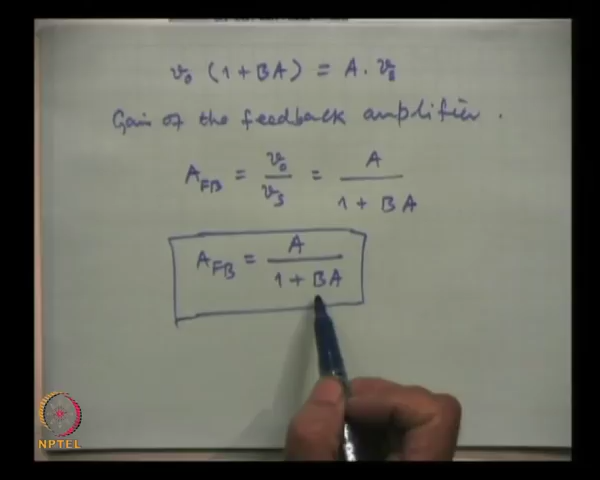 v₀ (1 + BA) = A . vₛ
Gain of the feedback amplifier .
A_FB = v₀ / vₛ = A / 1 + BA
A_FB = A / 1 + BA
NPTEL